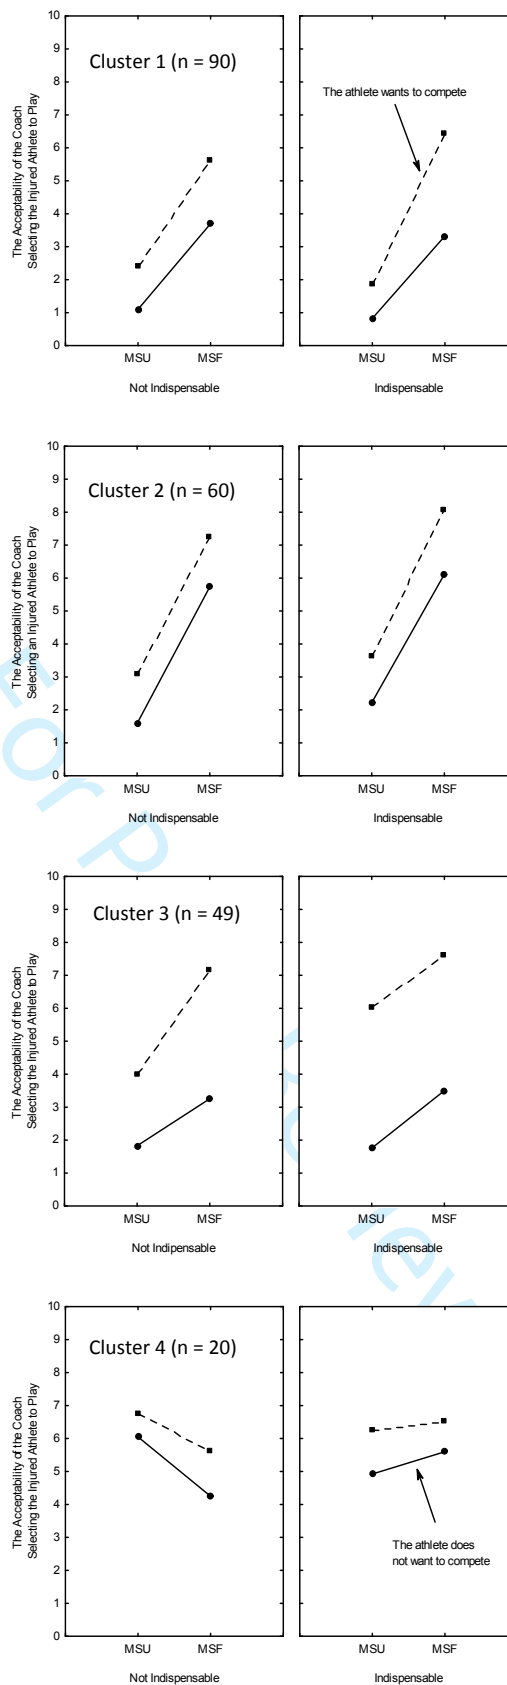 10
9
8
7
6
5
4
3
2
1
0
The Acceptability of the Coach
Selecting the Injured Athlete to Play
Cluster 1 (n = 90)
The athlete wants to compete
MSU MSF MSU MSF
Not Indispensable Indispensable
10
9
8
7
6
5
4
3
2
1
0
The Acceptability of the Coach
Selecting an Injured Athlete to Play
Cluster 2 (n = 60)
MSU MSF MSU MSF
Not Indispensable Indispensable
10
9
8
7
6
5
4
3
2
1
0
The Acceptability of the Coach
Selecting the Injured Athlete to Play
Cluster 3 (n = 49)
MSU MSF MSU MSF
Not Indispensable Indispensable
10
9
8
7
6
5
4
3
2
1
0
The Acceptability of the Coach
Selecting the Injured Athlete to Play
Cluster 4 (n = 20)
The athlete does
not want to compete
MSU MSF MSU MSF
Not Indispensable Indispensable
For P